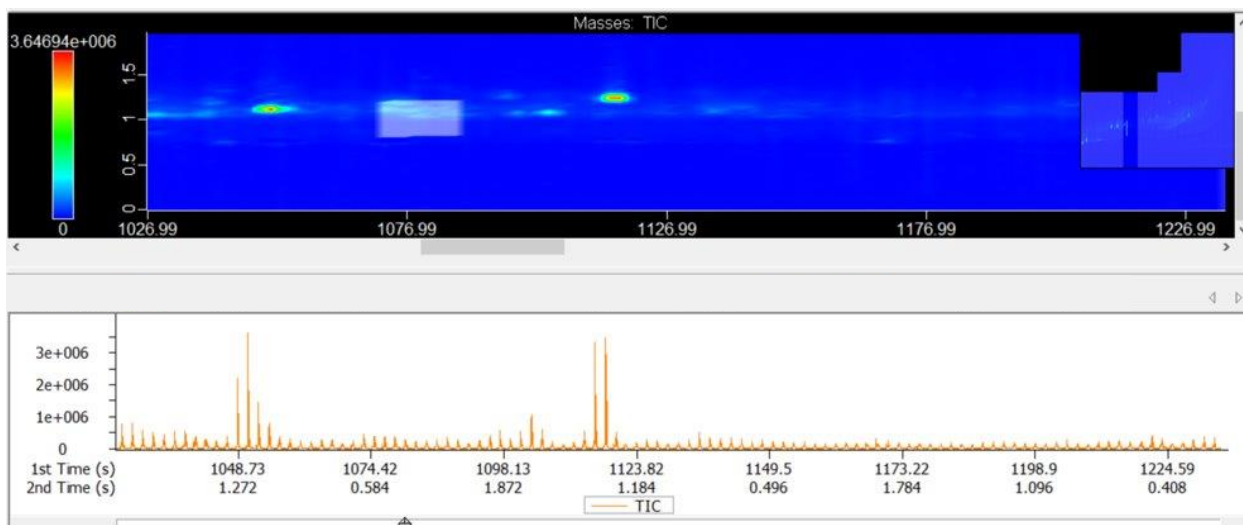 Masses: TIC
3.64694e+006
0
1.5
1
0.5
0
1026.99 1076.99 1126.99 1176.99 1226.99
3e+006
2e+006
1e+006
0
1st Time (s) 1048.73 1074.42 1098.13 1123.82 1149.5 1173.22 1198.9 1224.59
2nd Time (s) 1.272 0.584 1.872 1.184 0.496 1.784 1.096 0.408
TIC